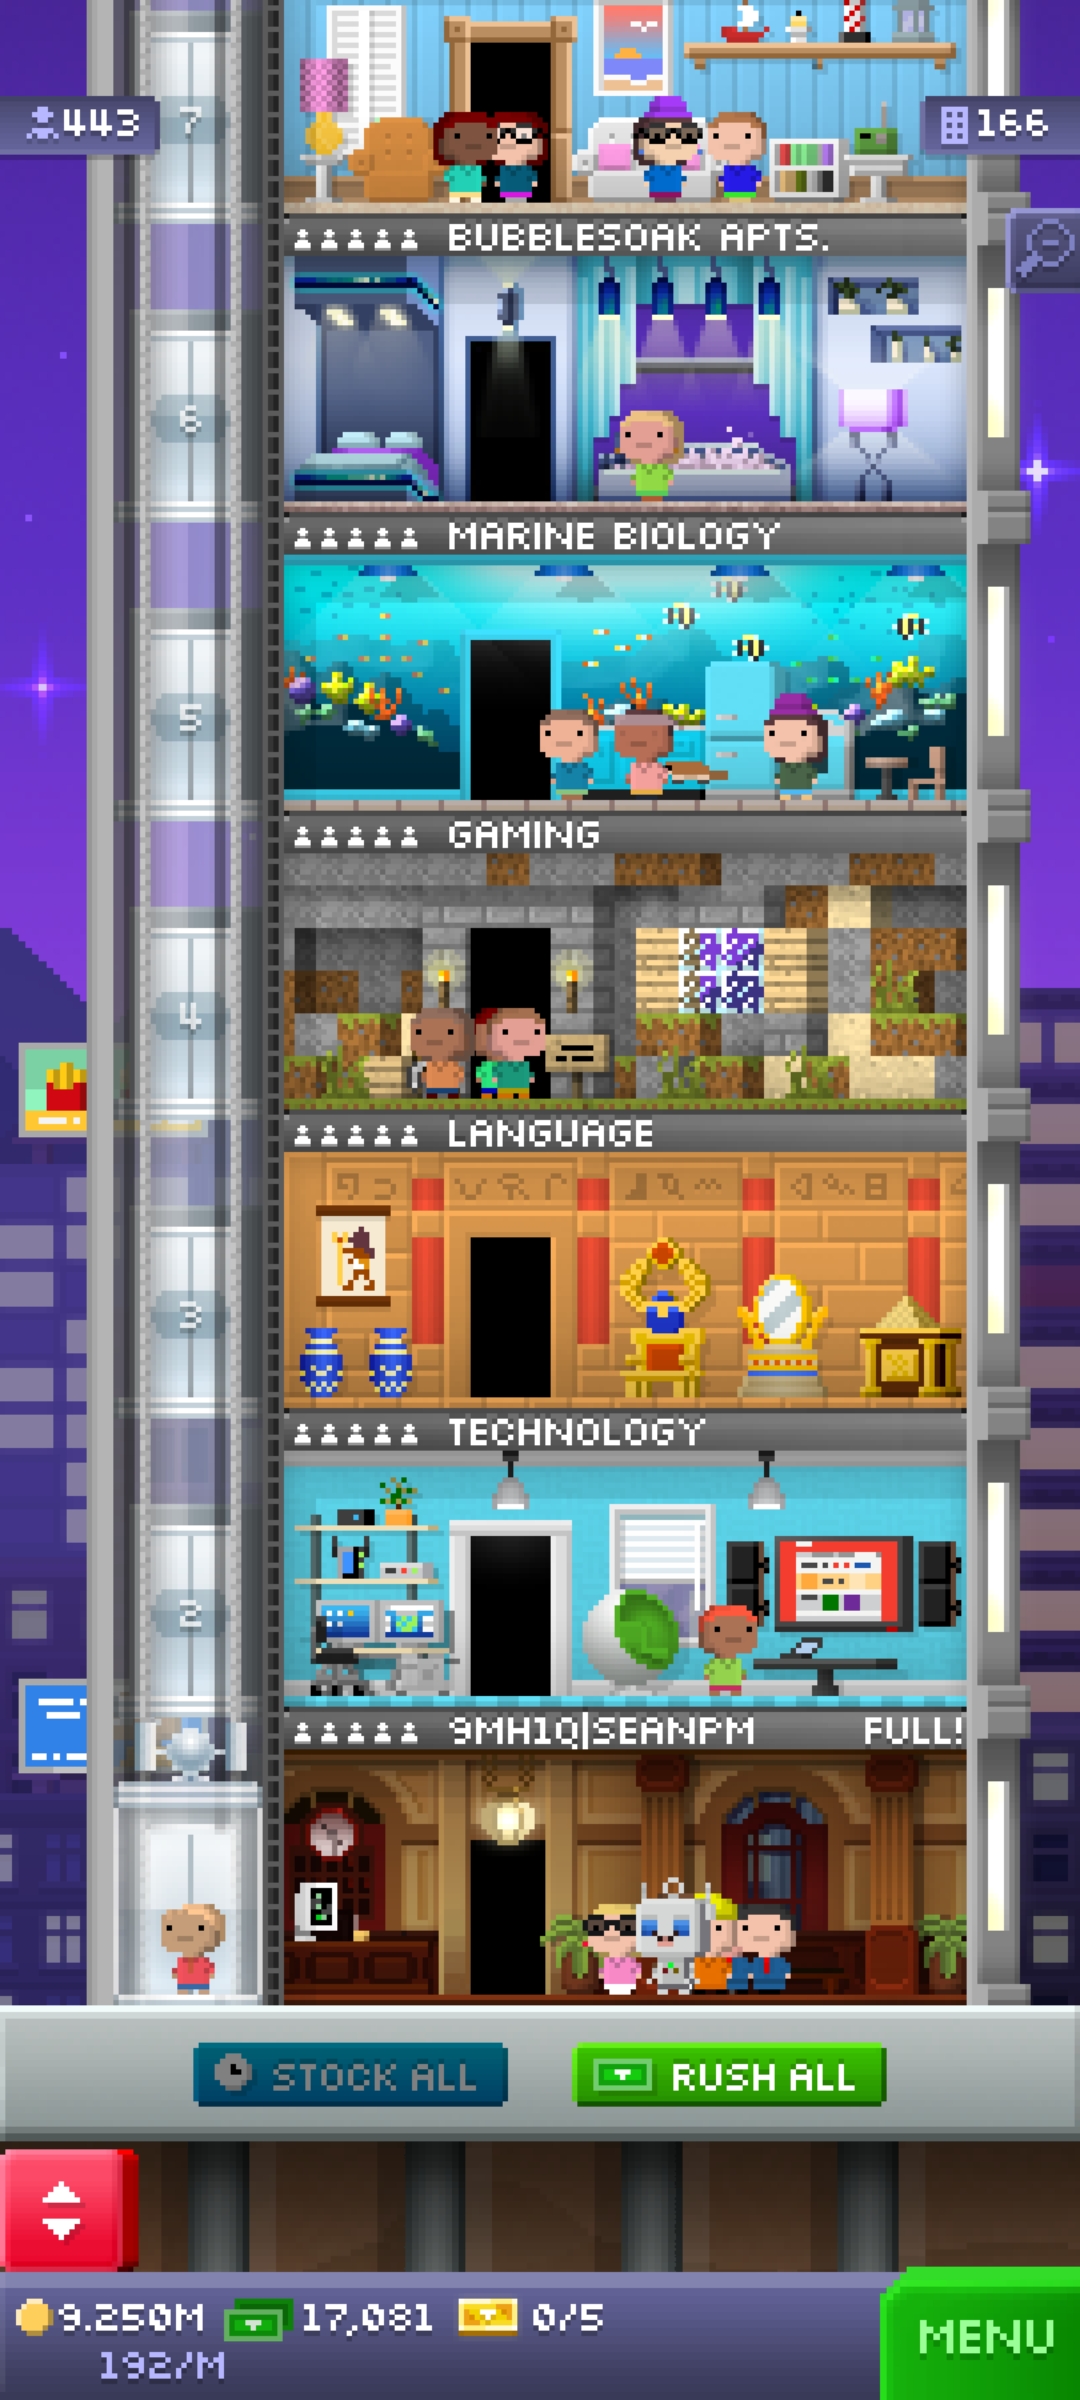 7
443
166
BUBBLESOAK APTS.
6
MARINE BIOLOGY
5
GAMING
4
LANGUAGE
3
TECHNOLOGY
2
9MH1Q|SEANPM FULL!
STOCK ALL
RUSH ALL
9.250M 17,081 0/5
192/M
MENU